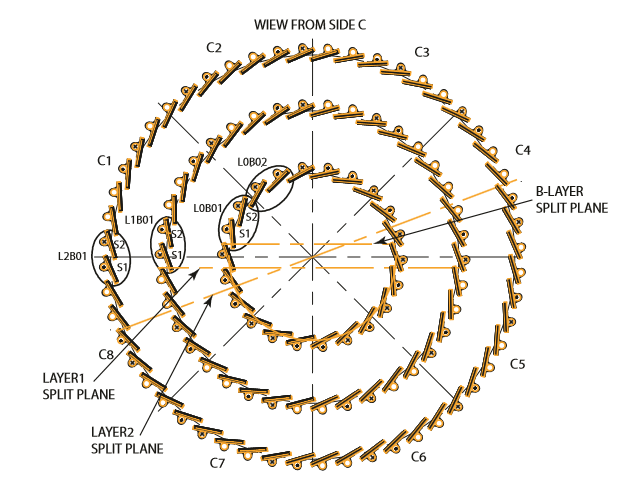 WIEW FROM SIDE C
C2
C3
C1
C4
L0B02
B-LAYER
SPLIT PLANE
L0B01
L1B01
S2
S1
S2
S1
L2B01
S2
S1
C8
C5
LAYER1
SPLIT PLANE
LAYER2
SPLIT PLANE
C7
C6